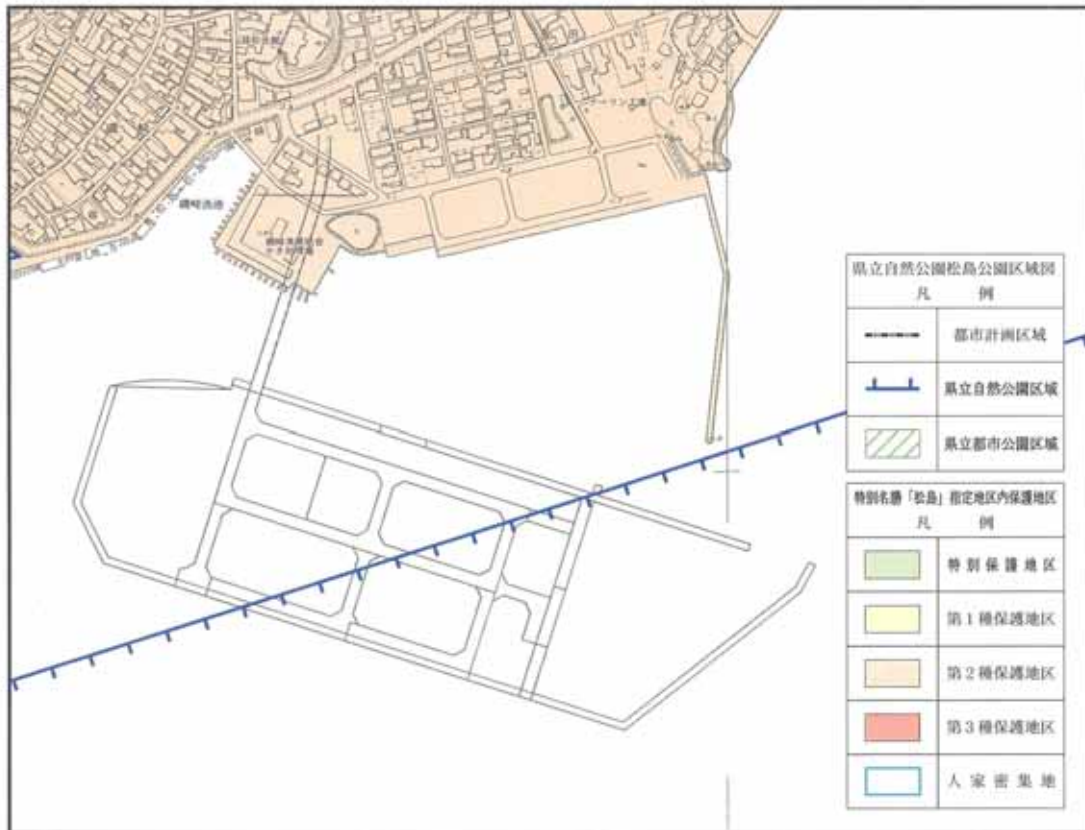 磯崎漁港
県立自然公園松島公園区域図
凡 例
都市計画区域
県立自然公園区域
県立都市公園区域
特別名勝「松島」指定地区内保護地区
凡 例
特別保護地区
第1種保護地区
第2種保護地区
第3種保護地区
人家密集地